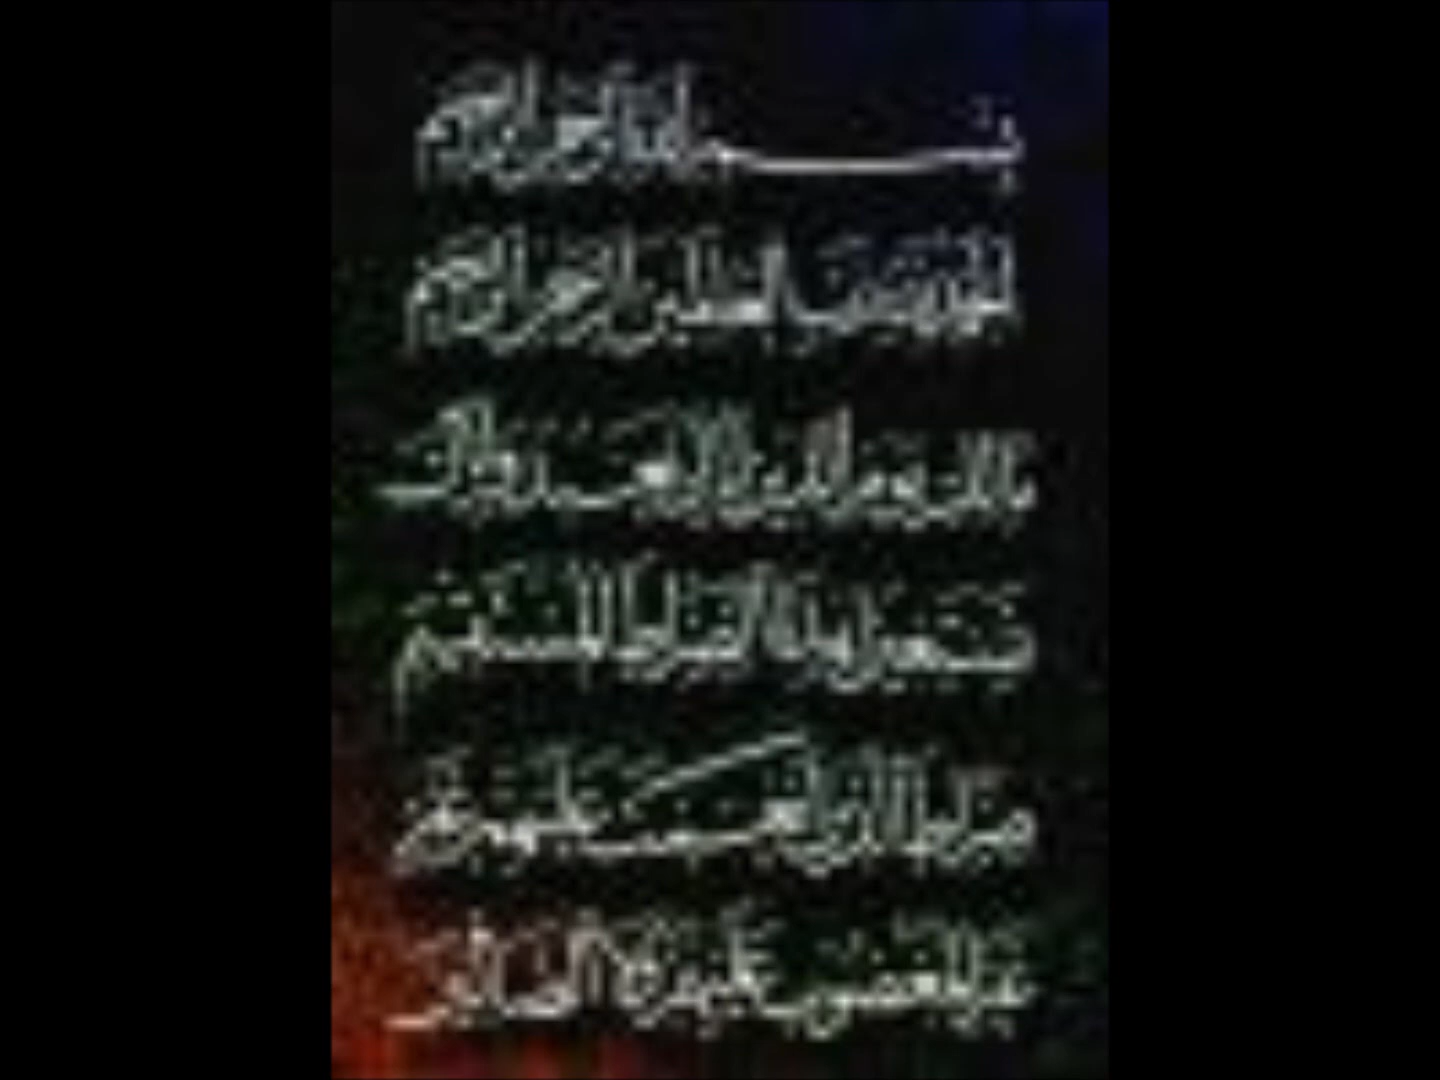 بسم الله الرحمن الرحيم
الحمد لله رب العالمين الرحمن الرحيم
مالك يوم الدين إياك نعبد وإياك
نستعين اهدنا الصراط المستقيم
صراط الذين أنعمت عليهم
غير المغضوب عليهم ولا الضالين